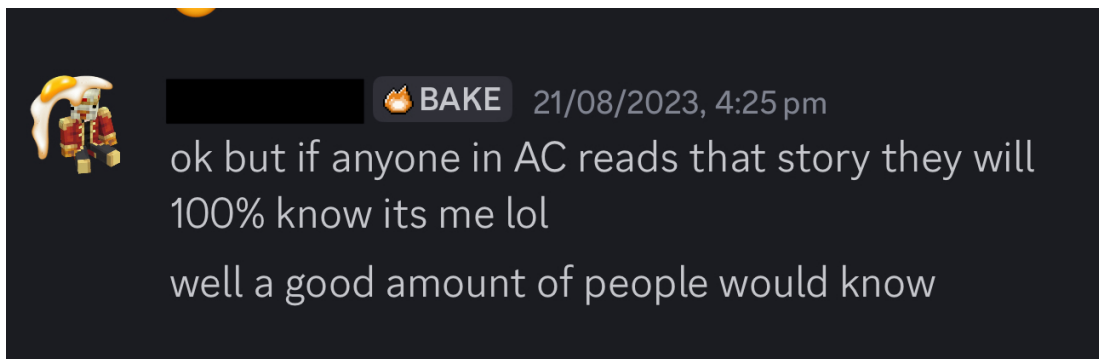 BAKE 21/08/2023, 4:25 pm
ok but if anyone in AC reads that story they will
100% know its me lol
well a good amount of people would know